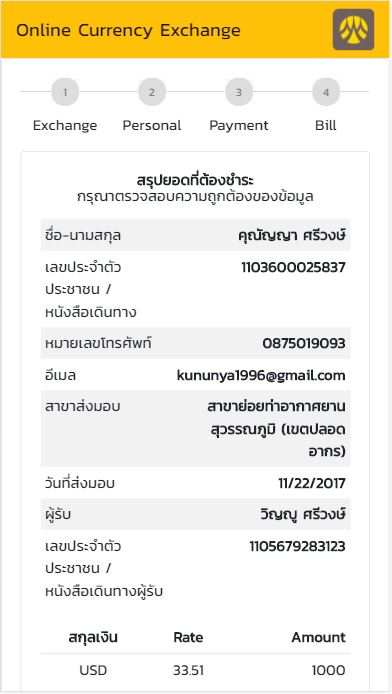 Online Currency Exchange
1 2 3 4
Exchange Personal Payment Bill
สรุปยอดที่ต้องชำระ
กรุณาตรวจสอบความถูกต้องของข้อมูล
ชื่อ-นามสกุล คุณัญญา ศรีวงษ์
เลขประจำตัว 1103600025837
ประชาชน /
หนังสือเดินทาง
หมายเลขโทรศัพท์ 0875019093
อีเมล kununya1996@gmail.com
สาขาส่งมอบ สาขาย่อยท่าอากาศยาน
สุวรรณภูมิ (เขตปลอด
อากร)
วันที่ส่งมอบ 11/22/2017
ผู้รับ วิญญู ศรีวงษ์
เลขประจำตัว 1105679283123
ประชาชน /
หนังสือเดินทางผู้รับ
สกุลเงิน Rate Amount
USD 33.51 1000